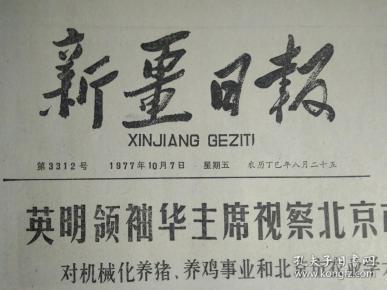 新疆日报
XINJIANG GEZITI
第3312号 1977年10月7日 星期五 农历丁巳年八月二十五
英明领袖华主席视察北京
对机械化养猪、养鸡事业和北京
孔夫子旧书网